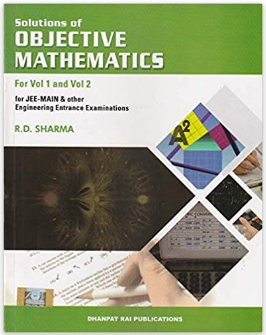 Solutions of
OBJECTIVE
MATHEMATICS
For Vol 1 and Vol 2
for JEE-MAIN & other
Engineering Entrance Examinations
R.D. SHARMA
A2
DHANPAT RAI PUBLICATIONS